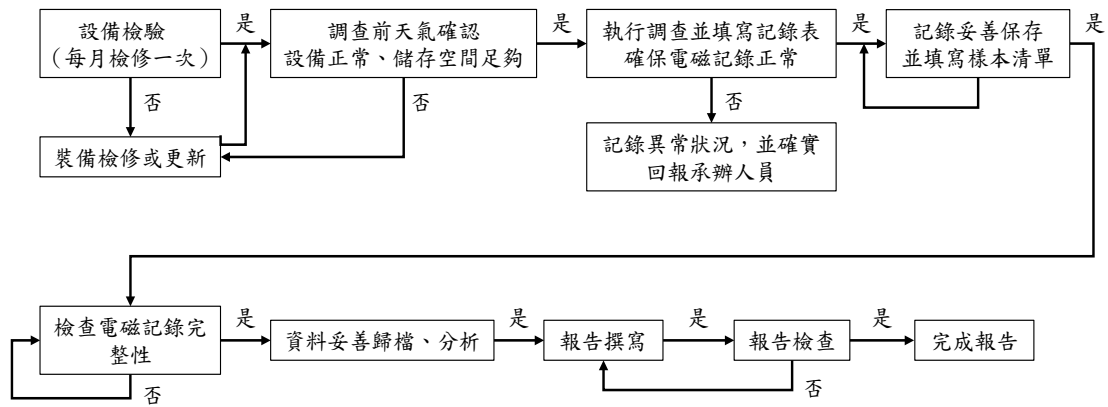 設備檢驗
（每月檢修一次）
是
調查前天氣確認
設備正常、儲存空間足夠
是
執行調查並填寫記錄表
確保電磁記錄正常
是
記錄妥善保存
並填寫樣本清單
是
否
否
否
裝備檢修或更新
記錄異常狀況，並確實
回報承辦人員
檢查電磁記錄完
整性
是
資料妥善歸檔、分析
是
報告撰寫
是
報告檢查
是
完成報告
否
否